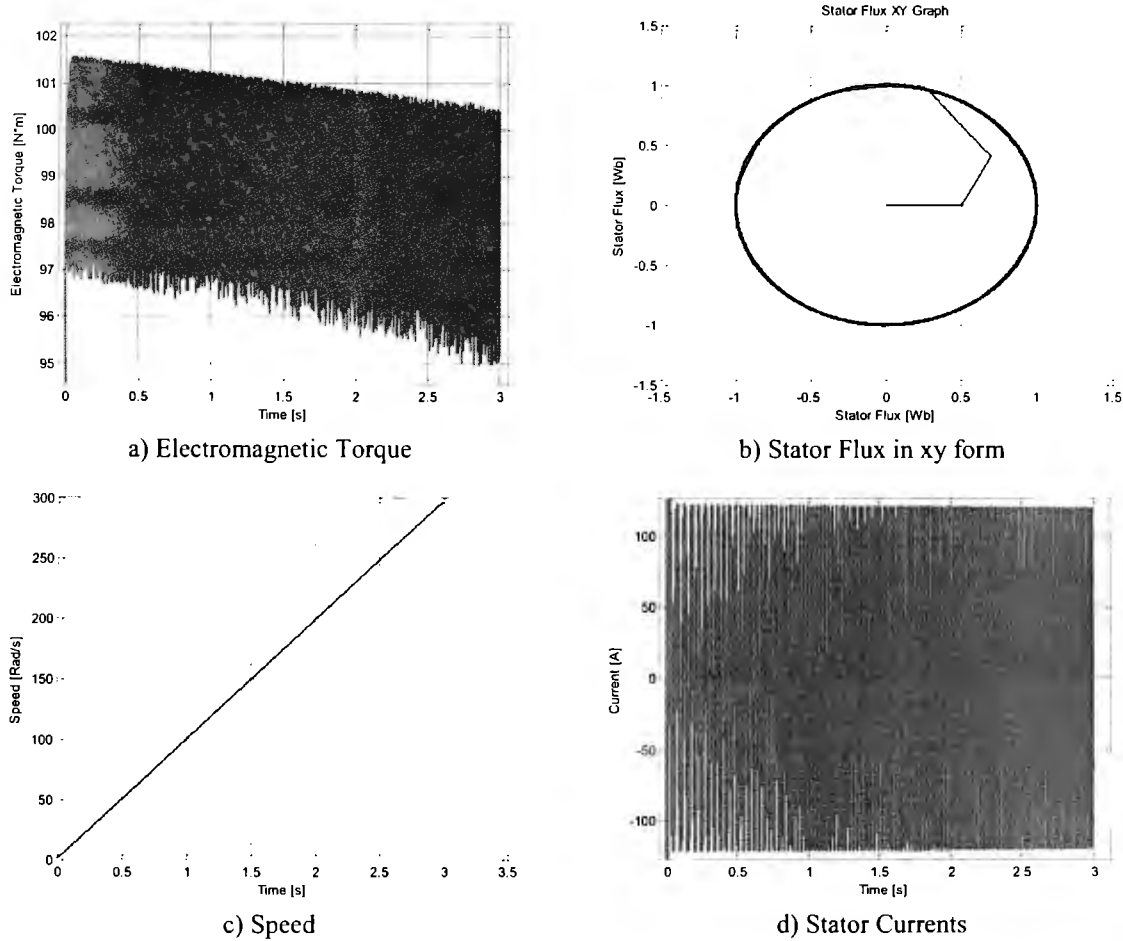 102
101
100
99
98
97
96
95
Electromagnetic Torque [N*m]
0 0.5 1 1.5 2 2.5 3
Time [s]
a) Electromagnetic Torque
Stator Flux XY Graph
1.5
1
0.5
0
-0.5
-1
-1.5
Stator Flux [Wb]
-1.5 -1 -0.5 0 0.5 1 1.5
Stator Flux [Wb]
b) Stator Flux in xy form
300
250
200
150
100
50
0
Speed [Rad/s]
0 0.5 1 1.5 2 2.5 3 3.5
Time [s]
c) Speed
100
50
0
-50
-100
Current [A]
0 0.5 1 1.5 2 2.5 3
Time [s]
d) Stator Currents